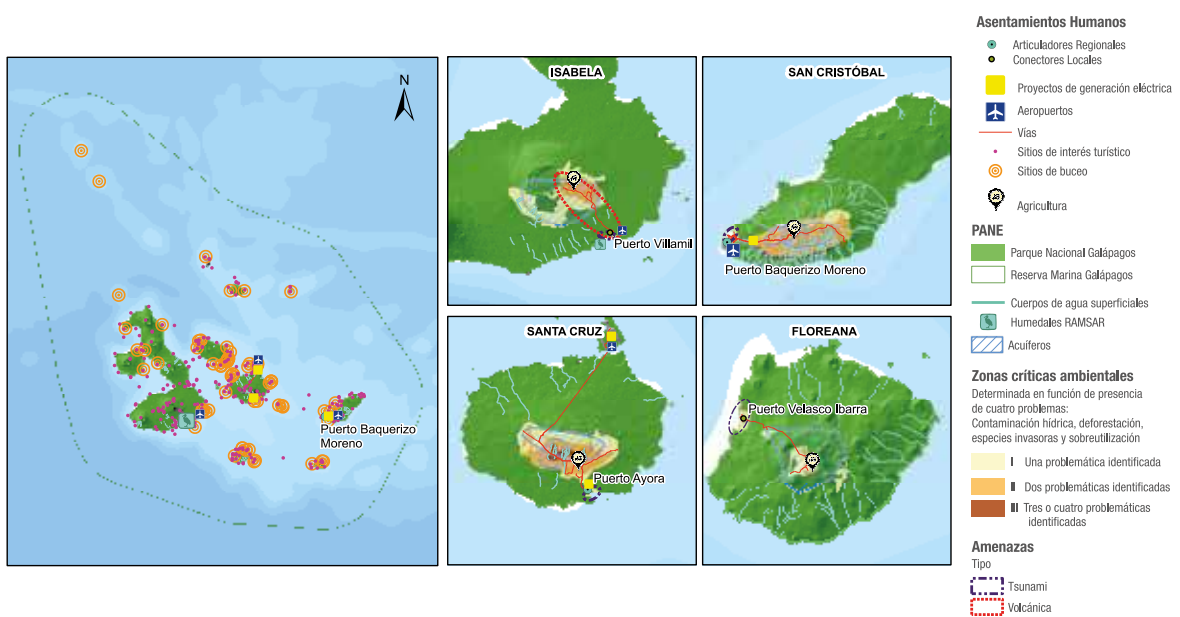 N
Puerto Baquerizo
Moreno
ISABELA
Puerto Villamil
SAN CRISTÓBAL
Puerto Baquerizo Moreno
SANTA CRUZ
Puerto Ayora
FLOREANA
Puerto Velasco Ibarra
Asentamientos Humanos
Articuladores Regionales
Conectores Locales
Proyectos de generación eléctrica
Aeropuertos
Vías
Sitios de interés turístico
Sitios de buceo
Agricultura
PANE
Parque Nacional Galápagos
Reserva Marina Galápagos
Cuerpos de agua superficiales
Humedales RAMSAR
Acuíferos
Zonas críticas ambientales
Determinada en función de presencia
de cuatro problemas:
Contaminación hídrica, deforestación,
especies invasoras y sobreutilización
I Una problemática identificada
II Dos problemáticas identificadas
III Tres o cuatro problemáticas
identificadas
Amenazas
Tipo
Tsunami
Volcánica